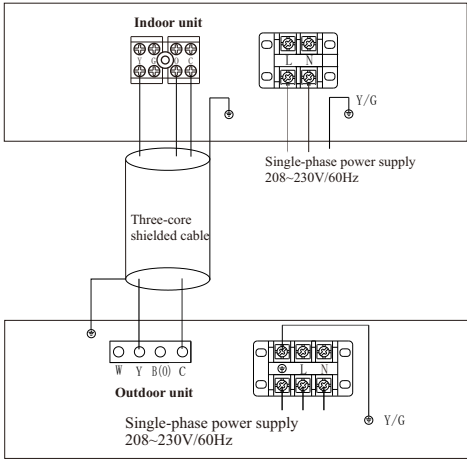 Indoor unit
Y G O C
L N
Y/G
Single-phase power supply
208~230V/60Hz
Three-core
shielded cable
W Y B(O) C
L N
Outdoor unit
Single-phase power supply
208~230V/60Hz
Y/G